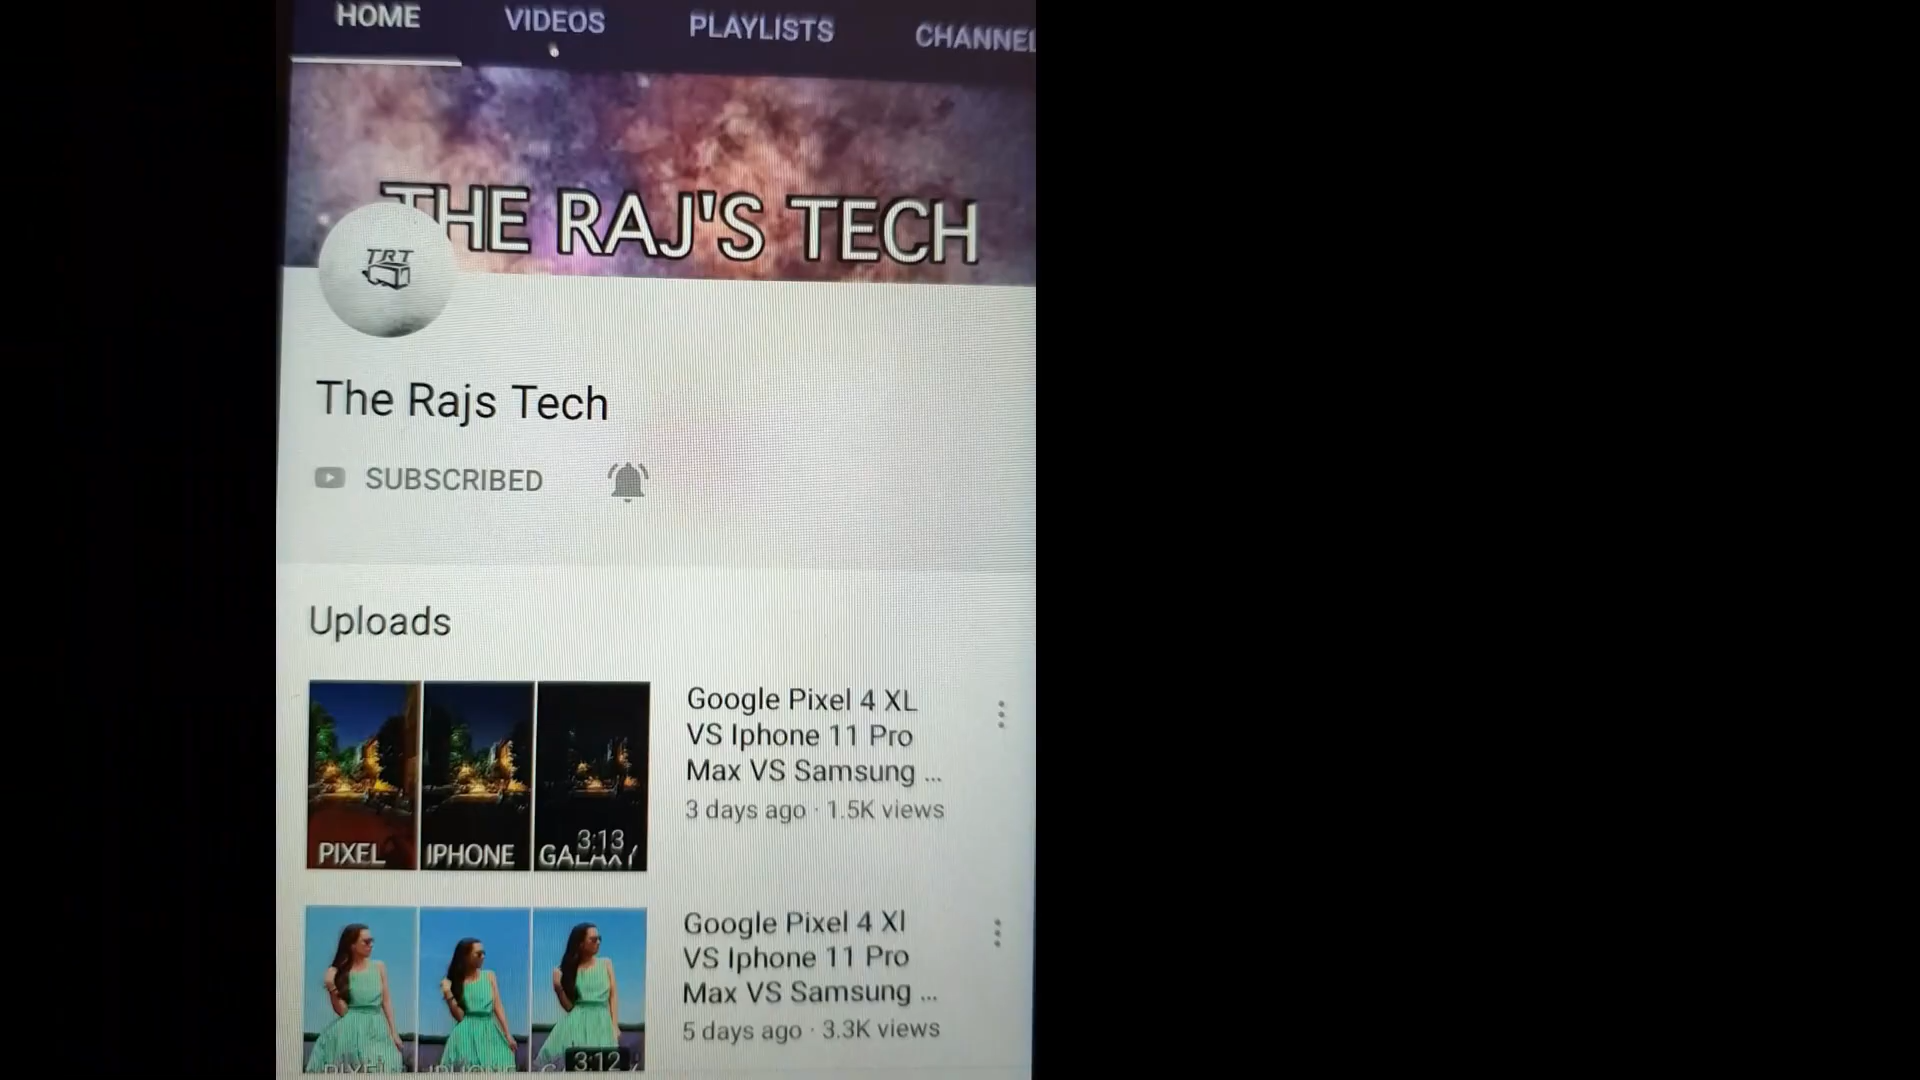 HOME VIDEOS PLAYLISTS CHANNEL
THE RAJ'S TECH
TRT
The Rajs Tech
SUBSCRIBED
Uploads
PIXEL IPHONE GALAXY
3:13
Google Pixel 4 XL
VS Iphone 11 Pro
Max VS Samsung ...
3 days ago · 1.5K views
3:12
Google Pixel 4 Xl
VS Iphone 11 Pro
Max VS Samsung ...
5 days ago · 3.3K views